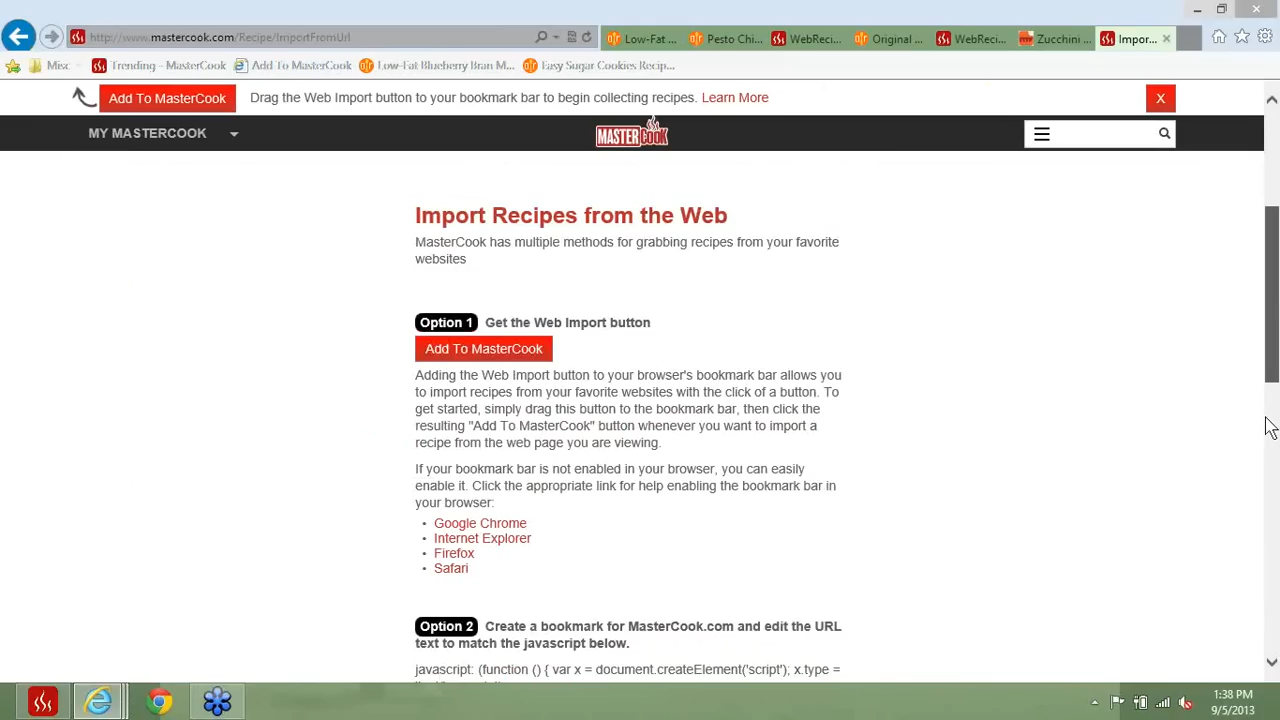 http://www.mastercook.com/Recipe/ImportFromUrl
Low-Fat ...
Pesto Chi...
WebReci...
Original ...
WebReci...
Zucchini ...
Impor...
Misc
Trending - MasterCook
Add To MasterCook
Low-Fat Blueberry Bran M...
Easy Sugar Cookies Recip...
Add To MasterCook
Drag the Web Import button to your bookmark bar to begin collecting recipes. Learn More
X
MY MASTERCOOK
MASTERCOOK
Import Recipes from the Web
MasterCook has multiple methods for grabbing recipes from your favorite
websites
Option 1 Get the Web Import button
Add To MasterCook
Adding the Web Import button to your browser's bookmark bar allows you
to import recipes from your favorite websites with the click of a button. To
get started, simply drag this button to the bookmark bar, then click the
resulting "Add To MasterCook" button whenever you want to import a
recipe from the web page you are viewing.
If your bookmark bar is not enabled in your browser, you can easily
enable it. Click the appropriate link for help enabling the bookmark bar in
your browser:
• Google Chrome
• Internet Explorer
• Firefox
• Safari
Option 2 Create a bookmark for MasterCook.com and edit the URL
text to match the javascript below.
javascript: (function () { var x = document.createElement('script'); x.type =
1:38 PM
9/5/2013